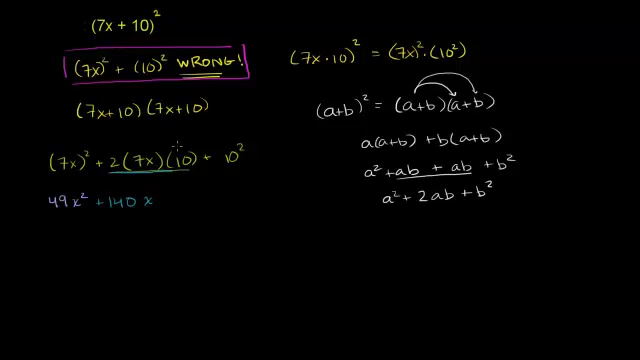 (7x + 10)²
(7x)² + (10)² WRONG!
(7x+10)(7x+10)
(7x)² + 2(7x)(10) + 10²
49x² + 140x
(7x·10)² = (7x)²·(10²)
(a+b)² = (a+b)(a+b)
a(a+b) + b(a+b)
a² + ab + ab + b²
a² + 2ab + b²